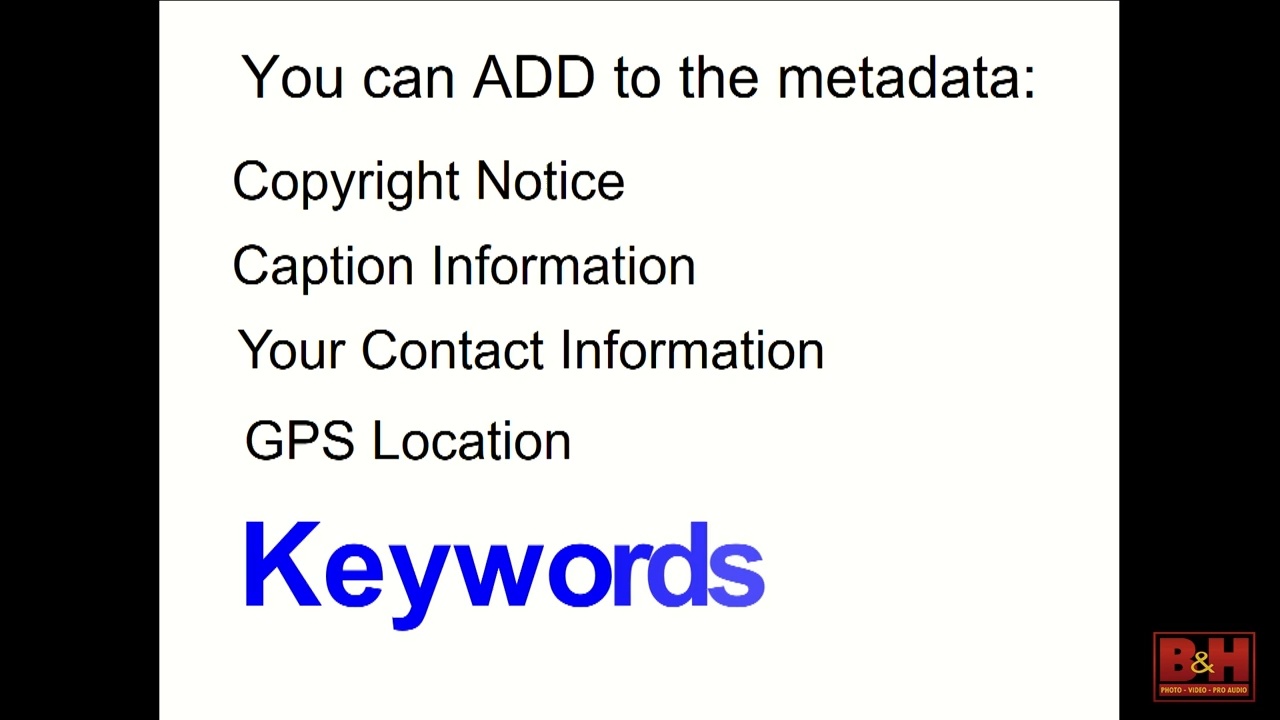 You can ADD to the metadata:
Copyright Notice
Caption Information
Your Contact Information
GPS Location
Keywords
B&H
PHOTO - VIDEO - PRO AUDIO